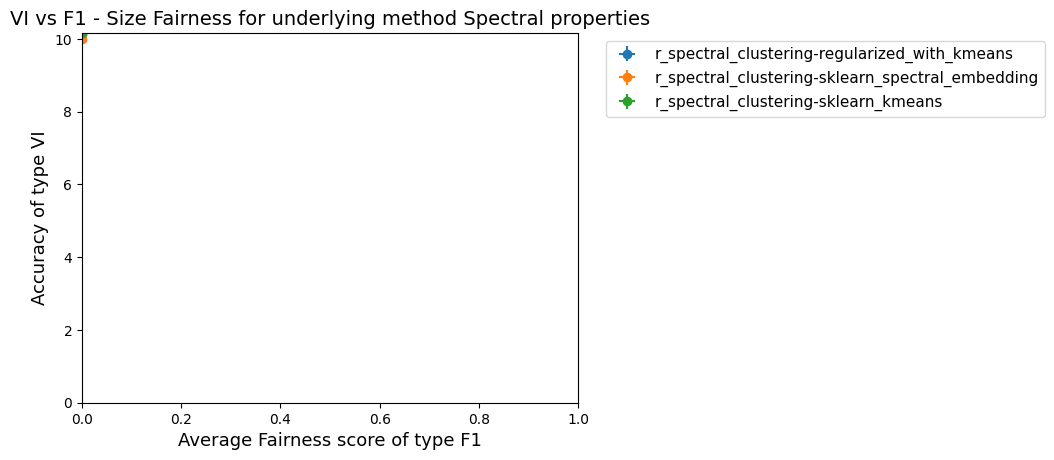 VI vs F1 - Size Fairness for underlying method Spectral properties
r_spectral_clustering-regularized_with_kmeans
r_spectral_clustering-sklearn_spectral_embedding
r_spectral_clustering-sklearn_kmeans
Accuracy of type VI
10
8
6
4
2
0
0.0 0.2 0.4 0.6 0.8 1.0
Average Fairness score of type F1